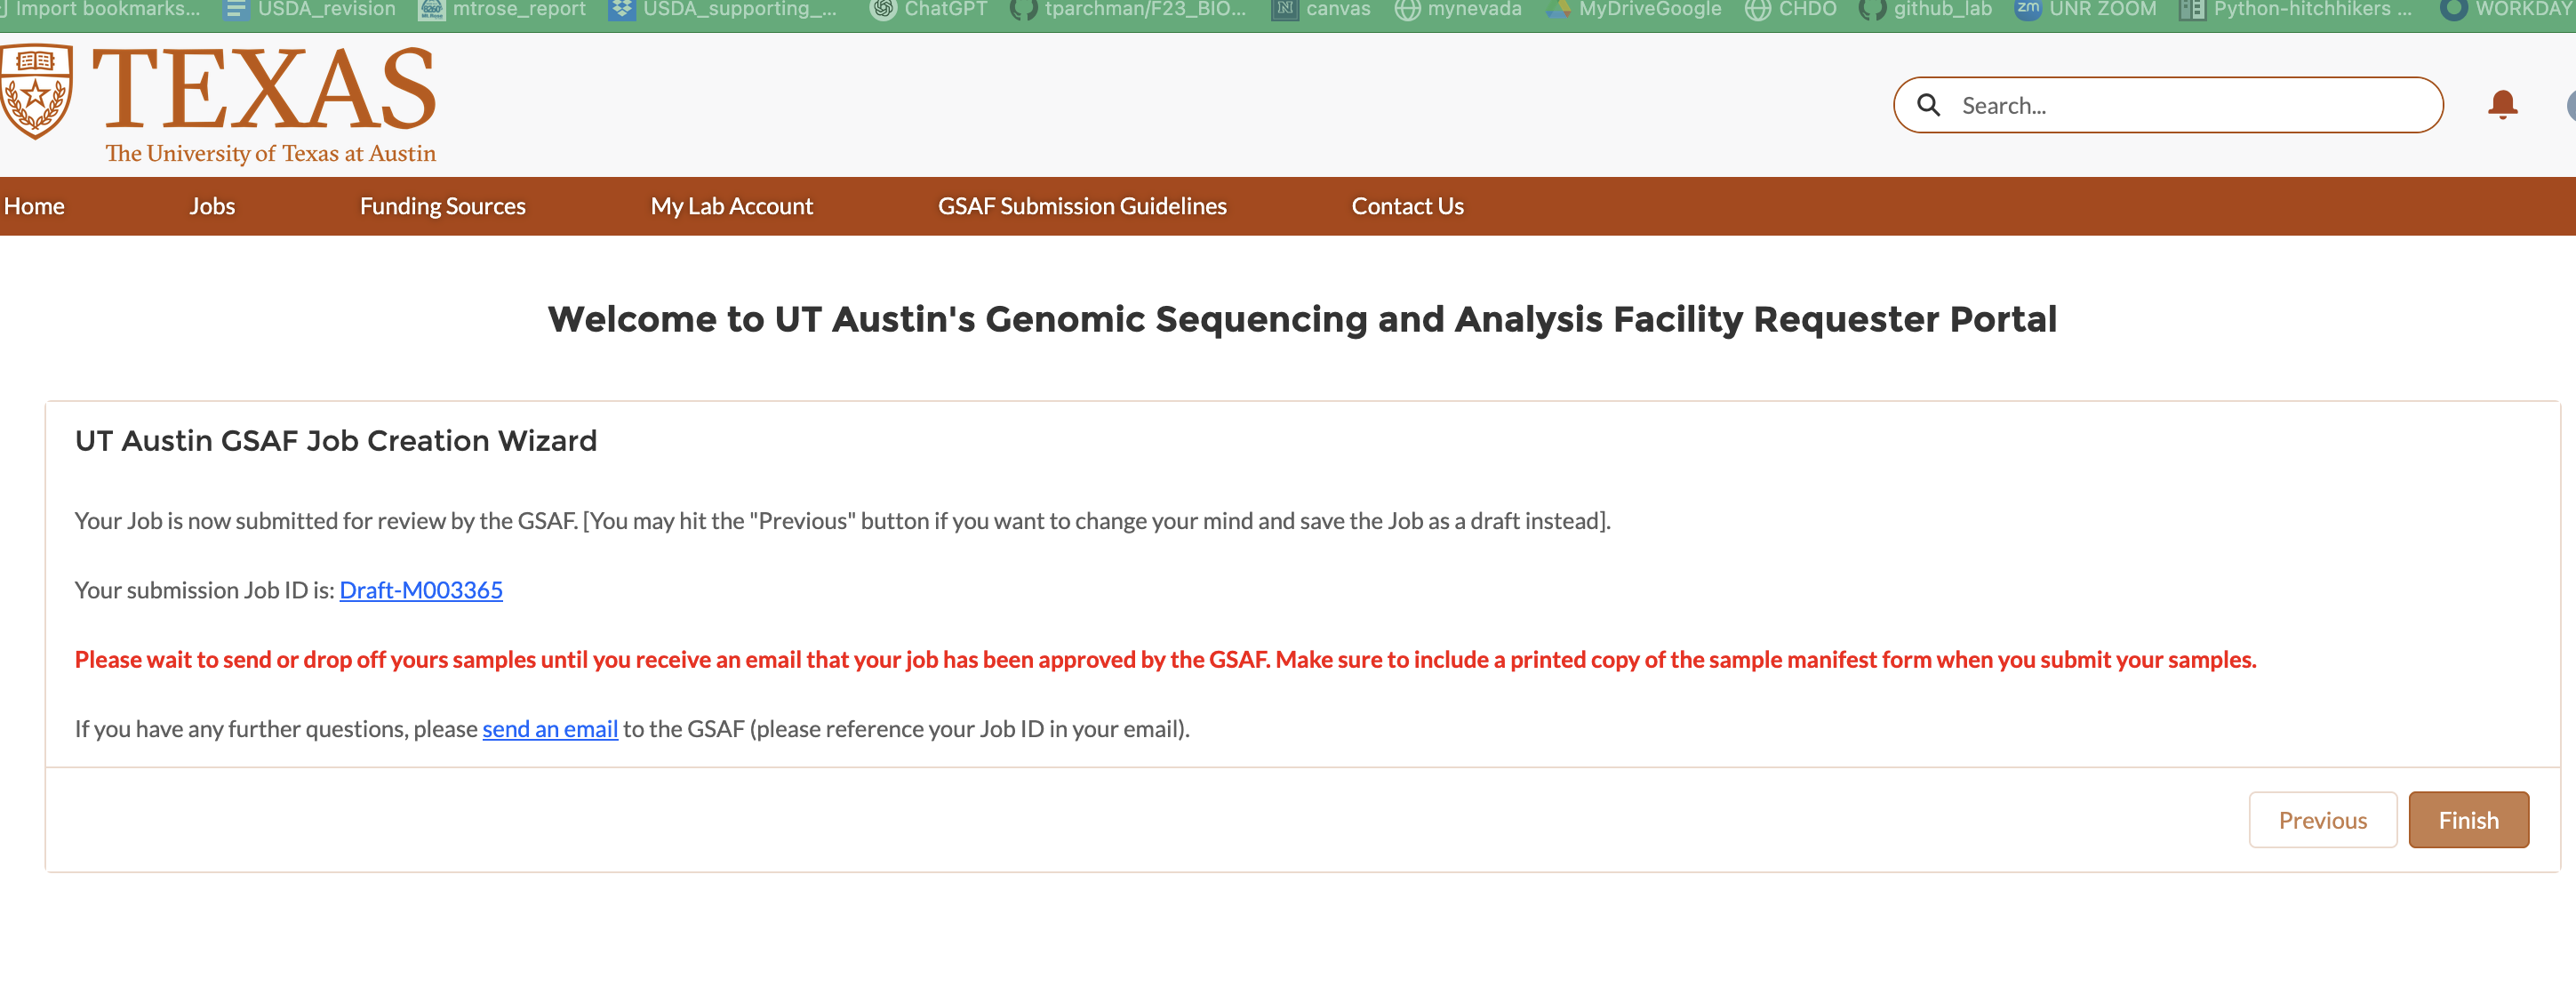 Import bookmarks... USDA_revision mtrose_report USDA_supporting_... ChatGPT tparchman/F23_BIO... canvas mynevada MyDriveGoogle CHDO github_lab zm UNR ZOOM Python-hitchhikers ... WORKDAY
TEXAS
The University of Texas at Austin
Search...
Home Jobs Funding Sources My Lab Account GSAF Submission Guidelines Contact Us
Welcome to UT Austin's Genomic Sequencing and Analysis Facility Requester Portal
UT Austin GSAF Job Creation Wizard
Your Job is now submitted for review by the GSAF. [You may hit the "Previous" button if you want to change your mind and save the Job as a draft instead].
Your submission Job ID is: Draft-M003365
Please wait to send or drop off yours samples until you receive an email that your job has been approved by the GSAF. Make sure to include a printed copy of the sample manifest form when you submit your samples.
If you have any further questions, please send an email to the GSAF (please reference your Job ID in your email).
Previous Finish